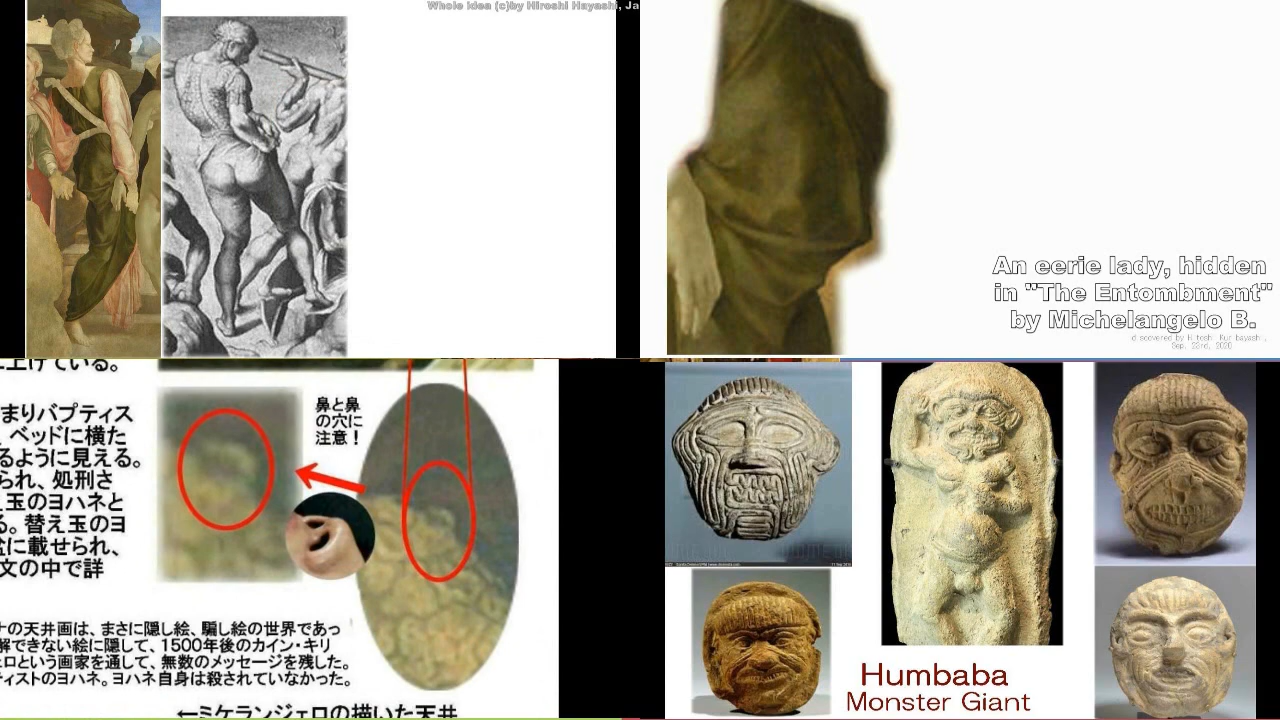 Whole Idea (c)by Hiroshi Hayashi, Ja
An eerie lady, hidden
in "The Entombment"
by Michelangelo B.
Sep. 23rd, 2020
上げている。
まりバプティス
ベッドに横た
るように見える。
られ、処刑さ
え玉のヨハネと
る。替え玉のヨ
に載せられ、
文の中で詳
鼻と鼻
の穴に
注意！
ナの天井画は、まさに隠し絵、騙し絵の世界であっ
解できない絵に隠して、1500年後のカイン・キリ
ロという画家を通して、無数のメッセージを残した。
ティストのヨハネ。ヨハネ自身は殺されていなかった。
←ミケランジェロの描いた天井
Humbaba
Monster Giant